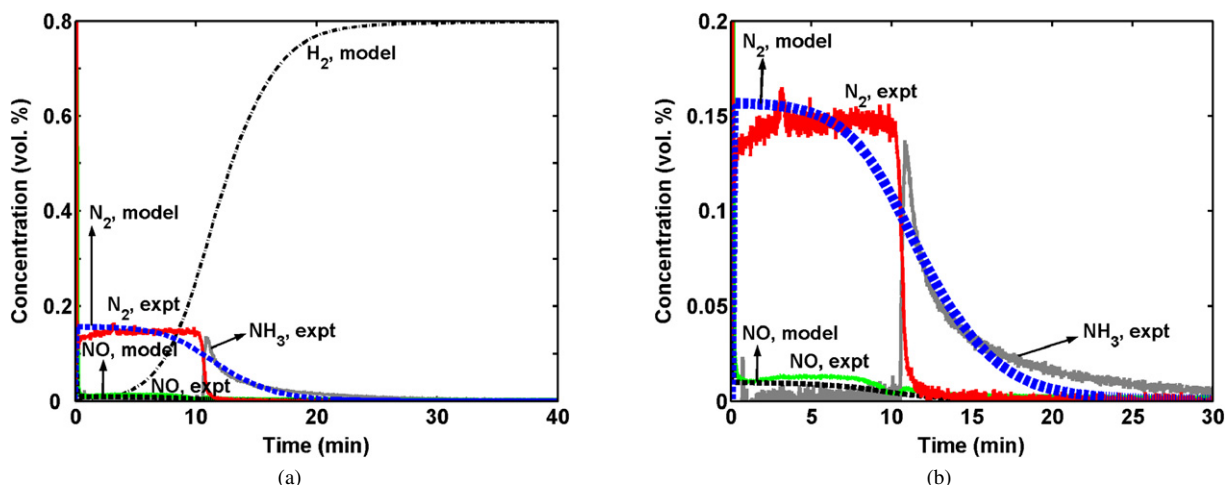 0.8
0.6
0.4
0.2
0
Concentration (vol. %)
H2, model
N2, model
N2, expt
NH3, expt
NO, model
NO, expt
0 10 20 30 40
Time (min)
(a)
0.2
0.15
0.1
0.05
0
Concentration (vol. %)
N2, model
N2, expt
NO, model
NO, expt
NH3, expt
0 5 10 15 20 25 30
Time (min)
(b)